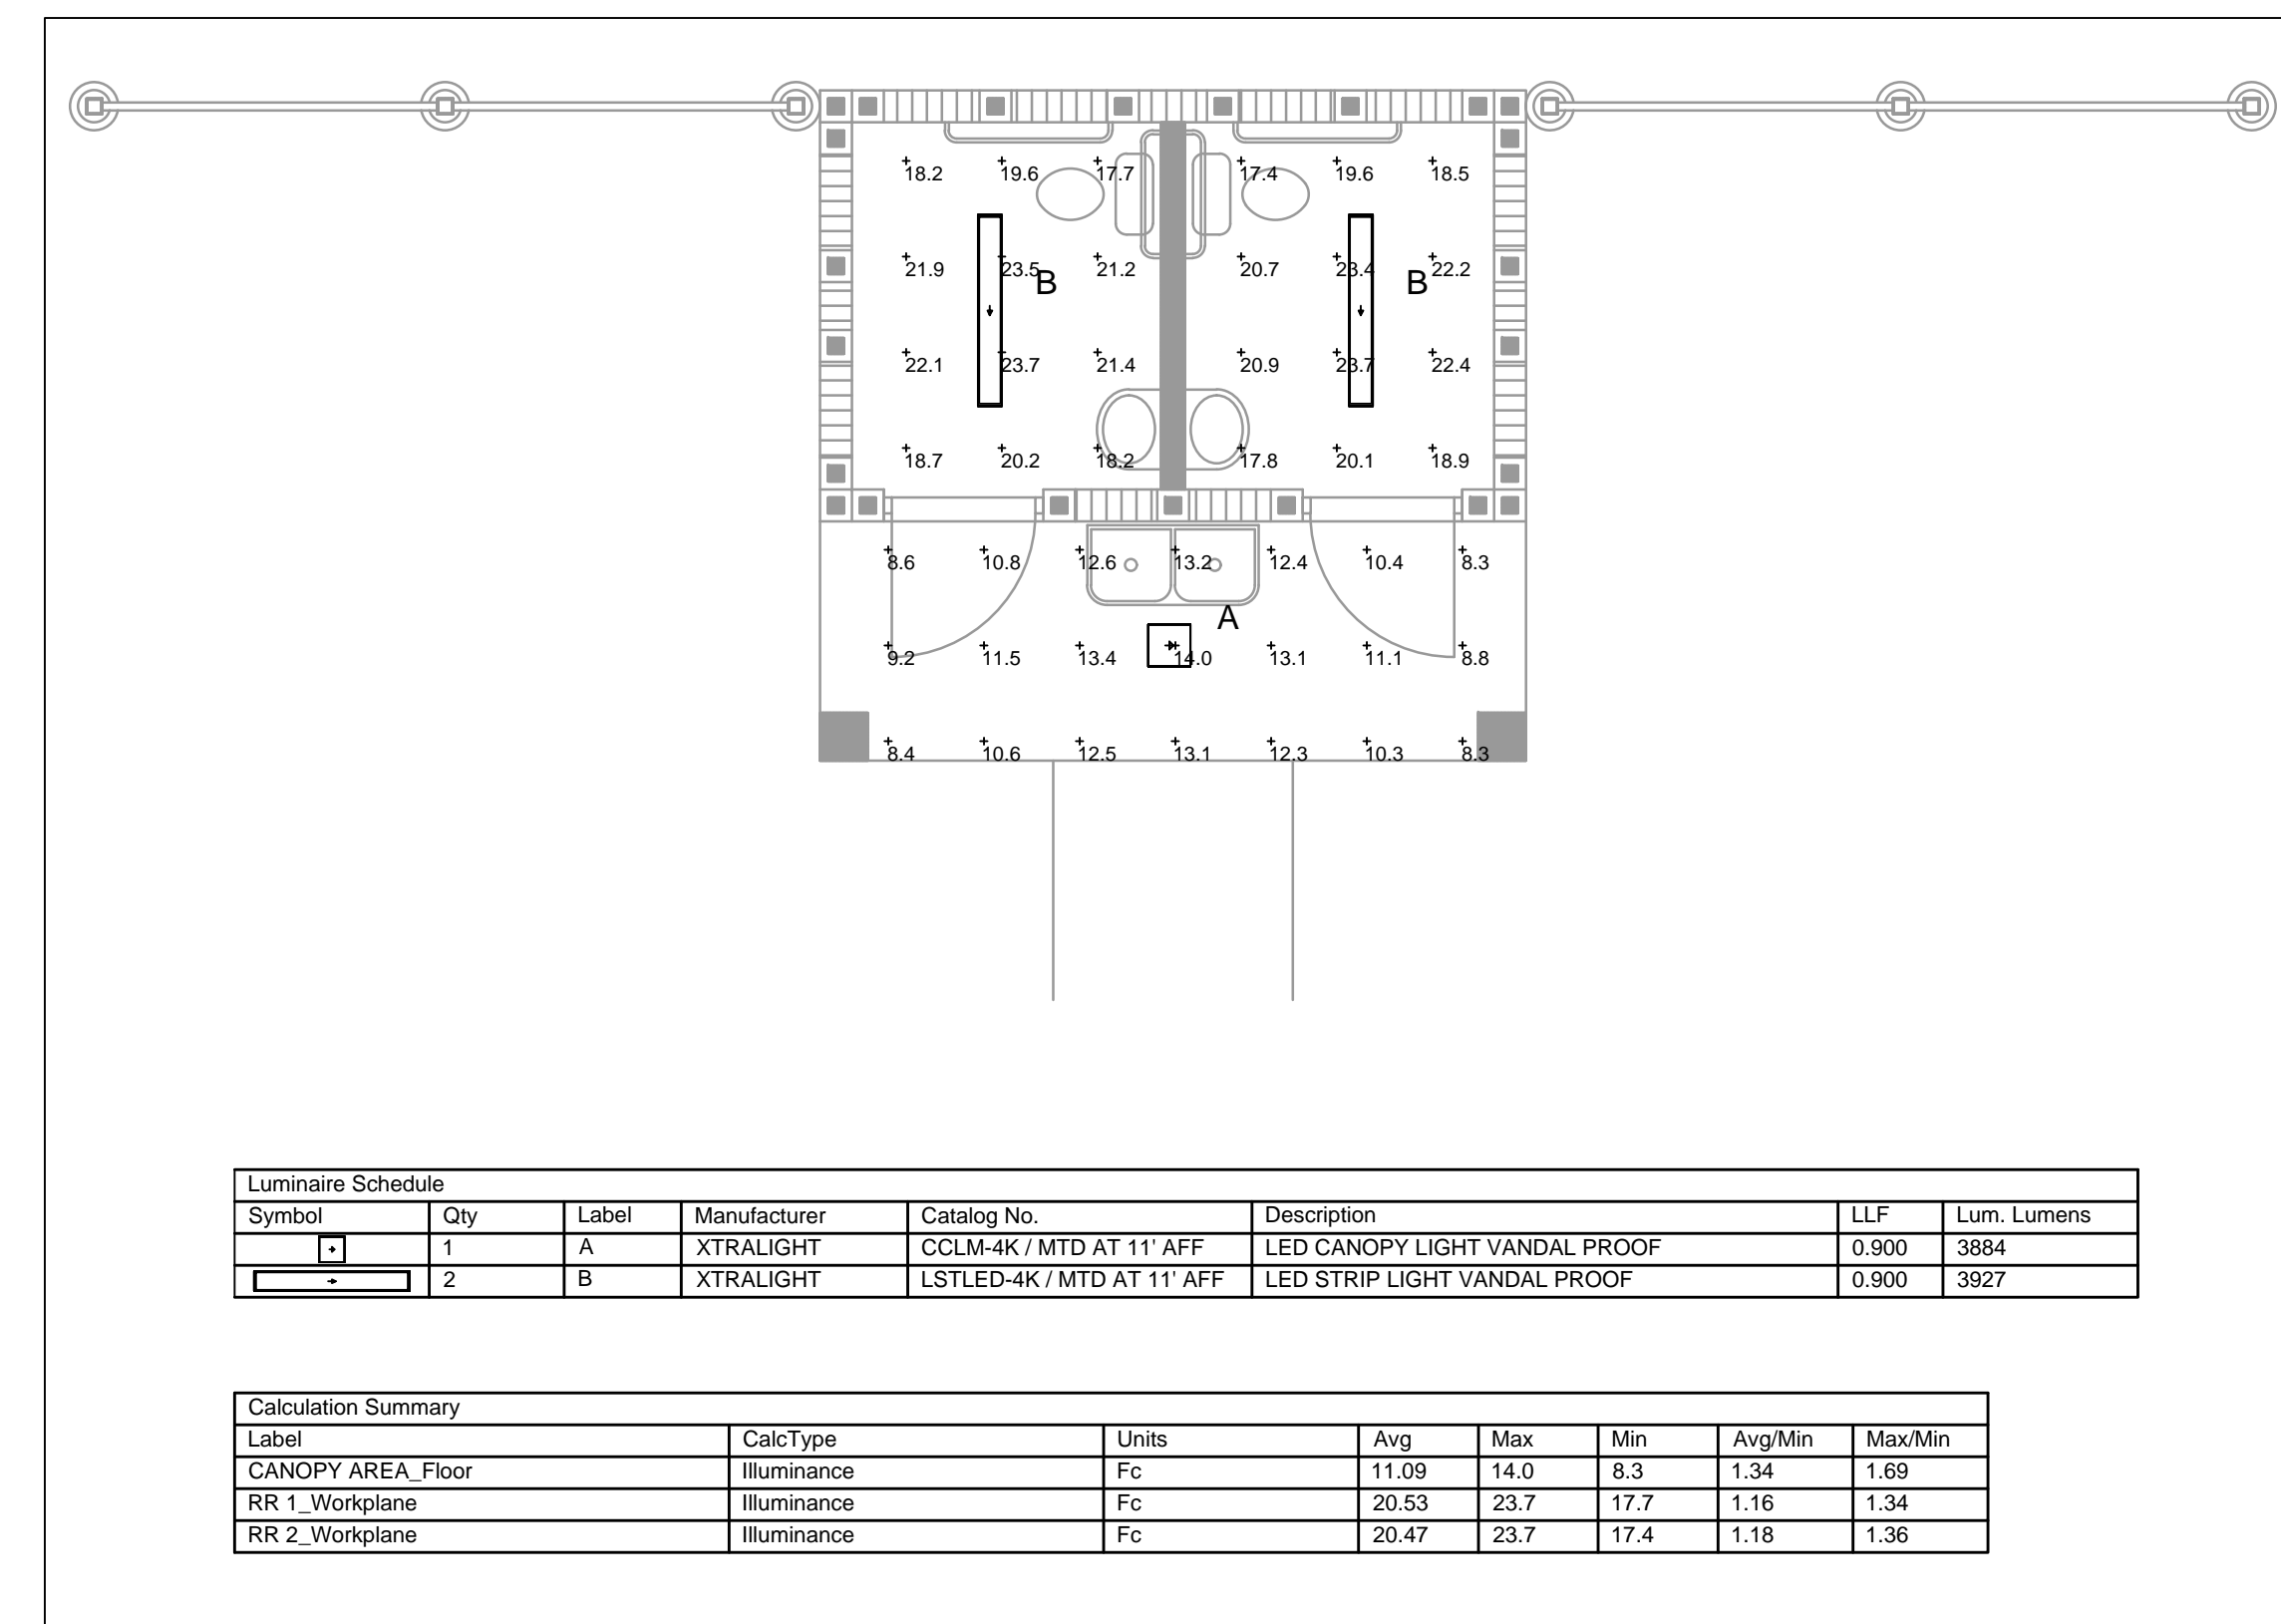 18.2 19.6 17.7 17.4 19.6 18.5
21.9 23.5 21.2 20.7 23.4 22.2
B B
22.1 23.7 21.4 20.9 23.7 22.4
18.7 20.2 18.2 17.8 20.1 18.9
8.6 10.8 12.6 13.2 12.4 10.4 8.3
A
9.2 11.5 13.4 14.0 13.1 11.1 8.8
8.4 10.6 12.5 13.1 12.3 10.3 8.3
Luminaire Schedule
Symbol Qty Label Manufacturer Catalog No. Description LLF Lum. Lumens
1 A XTRALIGHT CCLM-4K / MTD AT 11' AFF LED CANOPY LIGHT VANDAL PROOF 0.900 3884
2 B XTRALIGHT LSTLED-4K / MTD AT 11' AFF LED STRIP LIGHT VANDAL PROOF 0.900 3927
Calculation Summary
Label CalcType Units Avg Max Min Avg/Min Max/Min
CANOPY AREA_Floor Illuminance Fc 11.09 14.0 8.3 1.34 1.69
RR 1_Workplane Illuminance Fc 20.53 23.7 17.7 1.16 1.34
RR 2_Workplane Illuminance Fc 20.47 23.7 17.4 1.18 1.36